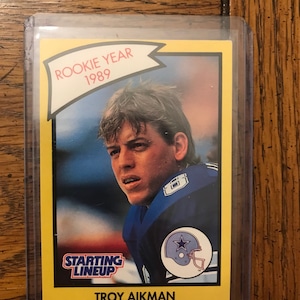 ROOKIE YEAR
1989
STARTING
LINEUP
TROY AIKMAN